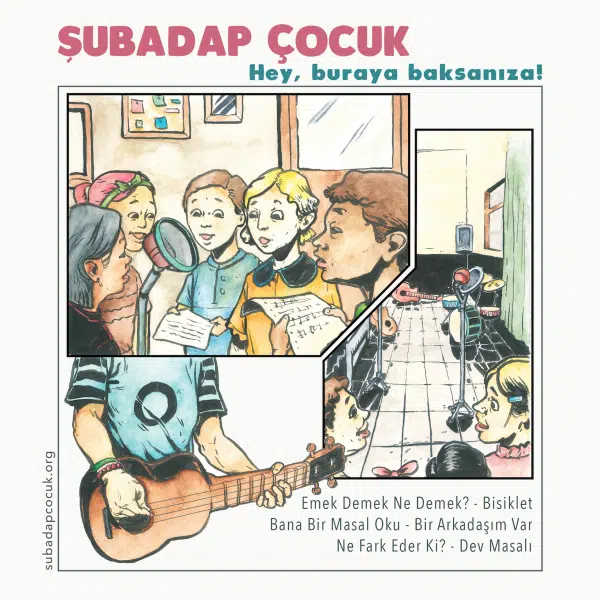 ŞUBADAP ÇOCUK
Hey, buraya baksanıza!
Emek Demek Ne Demek? - Bisiklet
Bana Bir Masal Oku - Bir Arkadaşım Var
Ne Fark Eder Ki? - Dev Masalı
subadapcocuk.org